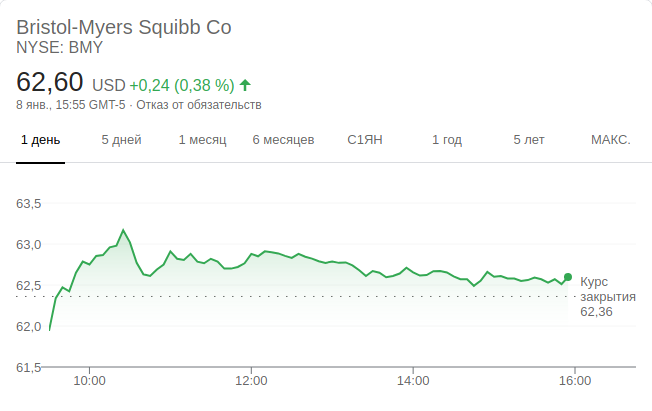 Bristol-Myers Squibb Co
NYSE: BMY
62,60 USD +0,24 (0,38 %)
8 янв., 15:55 GMT-5 · Отказ от обязательств
1 день 5 дней 1 месяц 6 месяцев С1ЯН 1 год 5 лет МАКС.
63,5
63,0
62,5
62,0
61,5
Курс
закрытия
62,36
10:00 12:00 14:00 16:00